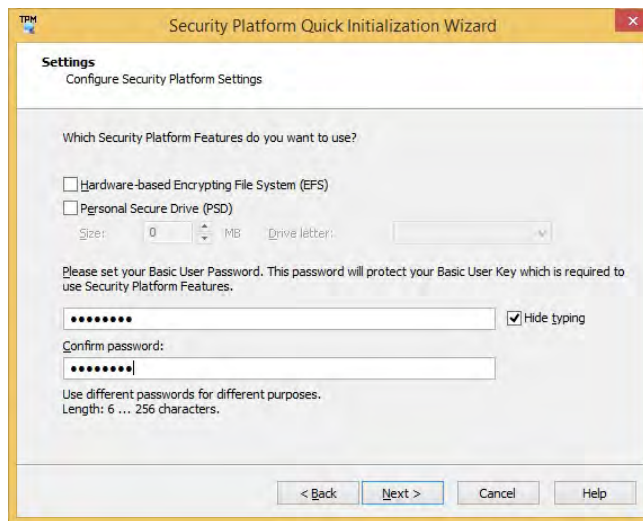 TPM
Security Platform Quick Initialization Wizard
Settings
Configure Security Platform Settings
Which Security Platform Features do you want to use?
Hardware-based Encrypting File System (EFS)
Personal Secure Drive (PSD)
Size: 0 MB Drive letter:
Please set your Basic User Password. This password will protect your Basic User Key which is required to
use Security Platform Features.
•••••••• Hide typing
Confirm password:
••••••••
Use different passwords for different purposes.
Length: 6 ... 256 characters.
< Back Next > Cancel Help